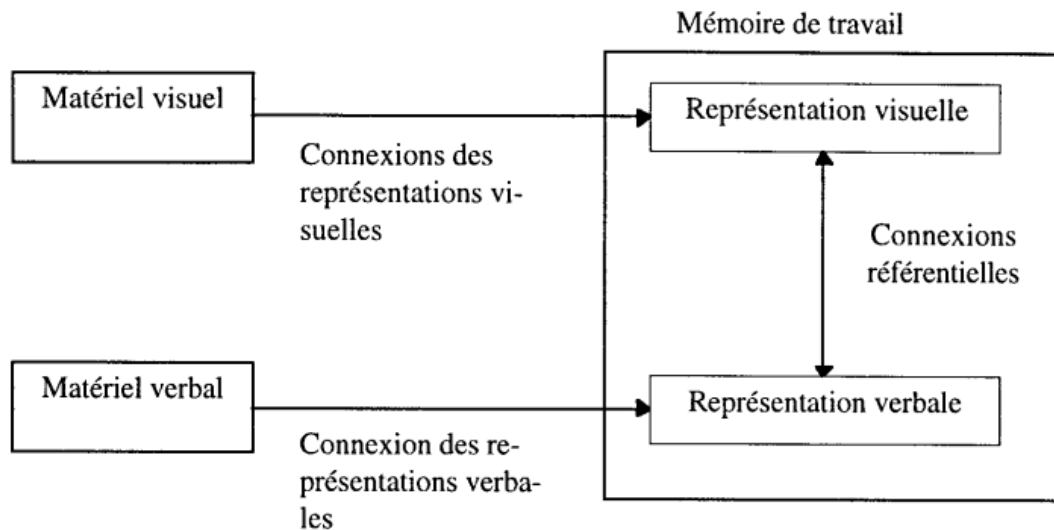 Mémoire de travail
Matériel visuel
Représentation visuelle
Connexions des
représentations vi-
suelles
Connexions
référentielles
Matériel verbal
Représentation verbale
Connexion des re-
présentations verba-
les